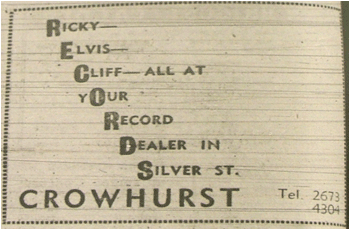 RICKY—
ELVIS—
CLIFF—ALL AT
YOUR
RECORD
DEALER IN
SILVER ST.
CROWHURST Tel. 2673
4304